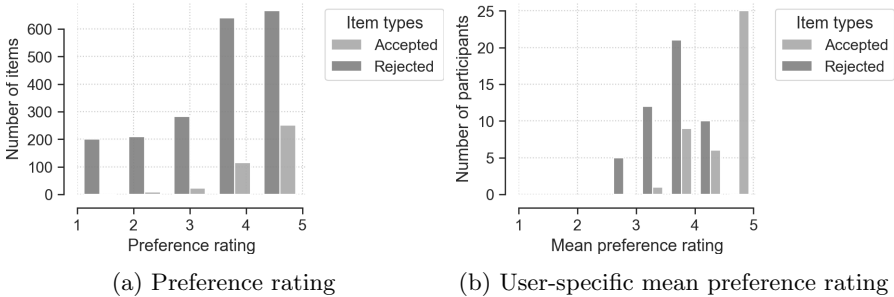 Number of items
600
500
400
300
200
100
0
1 2 3 4 5
Preference rating
Item types
Accepted
Rejected
(a) Preference rating
Number of participants
25
20
15
10
5
0
1 2 3 4 5
Mean preference rating
Item types
Accepted
Rejected
(b) User-specific mean preference rating